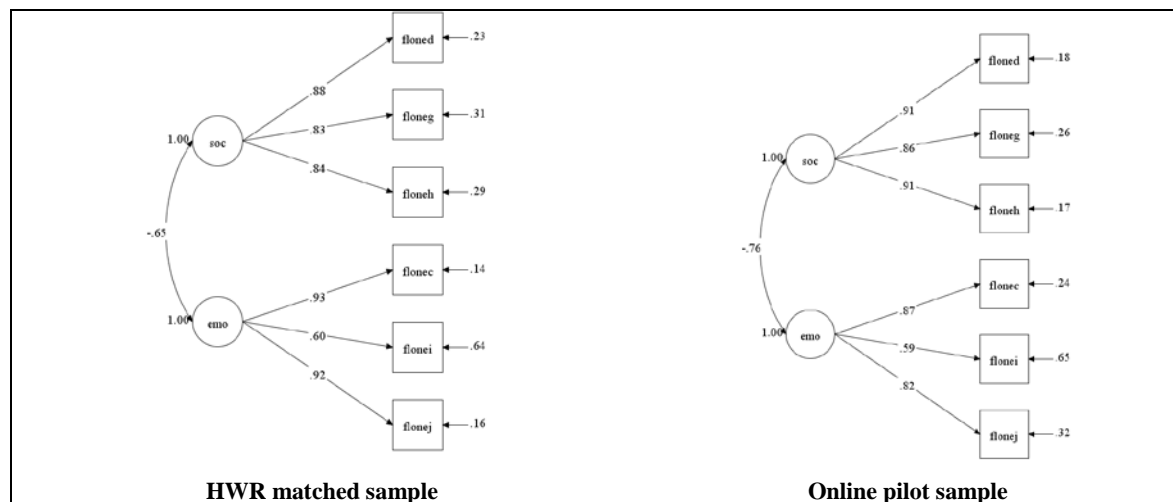 floned
.23
.88
1.00
soc
.83
floneg
.31
.84
floneh
.29
-.65
1.00
emo
.93
flonec
.14
.60
flonei
.64
.92
flonej
.16
HWR matched sample
floned
.18
.91
1.00
soc
.86
floneg
.26
.91
floneh
.17
-.76
1.00
emo
.87
flonec
.24
.59
flonei
.65
.82
flonej
.32
Online pilot sample